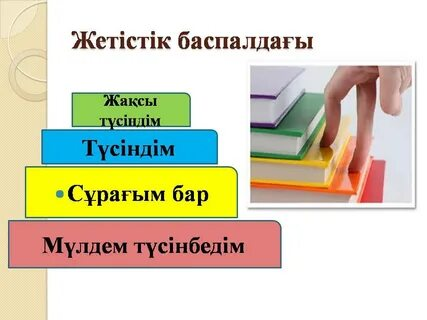 Жетістік баспалдағы
Жақсы
түсіндім
Түсіндім
•Сұрағым бар
Мүлдем түсінбедім